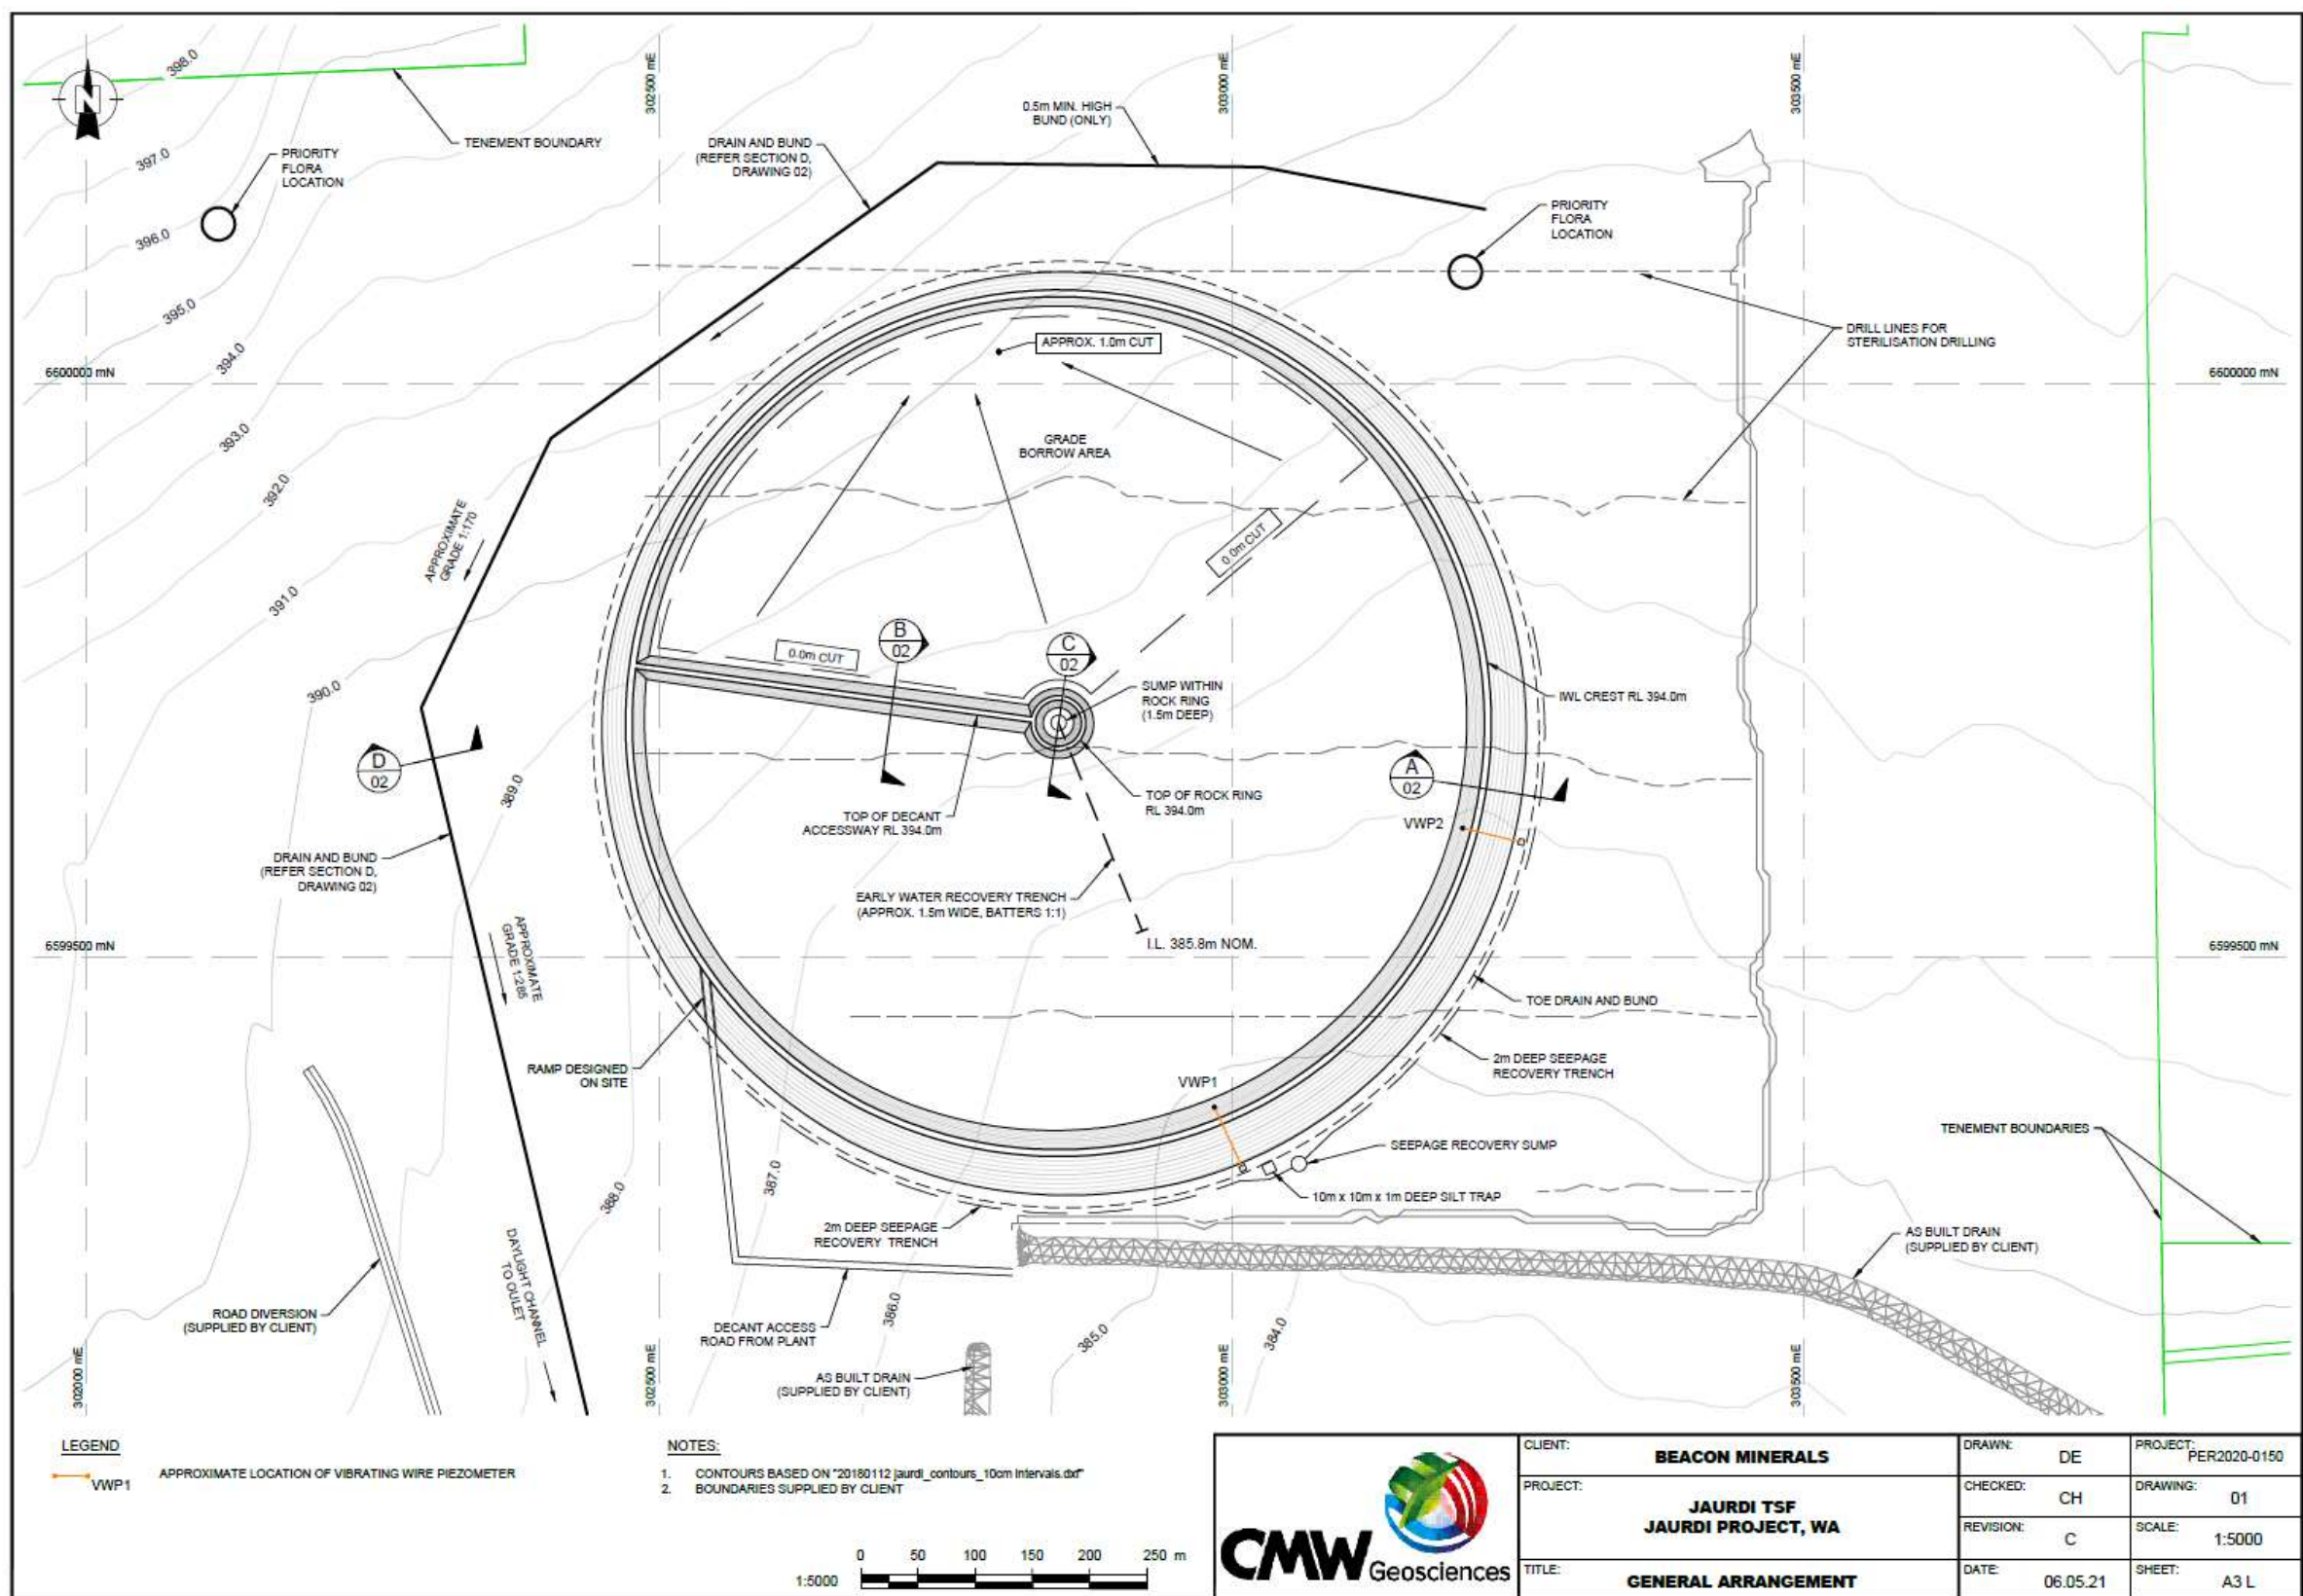 302500 mE
303000 mE
303500 mE
398.0
N
TENEMENT BOUNDARY
397.0
PRIORITY
FLORA
LOCATION
396.0
395.0
394.0
393.0
392.0
391.0
390.0
389.0
388.0
387.0
386.0
385.0
384.0
DRAIN AND BUND
(REFER SECTION D,
DRAWING 02)
0.5m MIN. HIGH
BUND (ONLY)
PRIORITY
FLORA
LOCATION
DRILL LINES FOR
STERILISATION DRILLING
6600000 mN
6600000 mN
APPROX. 1.0m CUT
GRADE
BORROW AREA
APPROXIMATE
GRADE 1:170
0.0m CUT
0.0m CUT
B
02
C
02
SUMP WITHIN
ROCK RING
(1.5m DEEP)
IWL CREST RL 394.0m
D
02
A
02
TOP OF ROCK RING
RL 394.0m
TOP OF DECANT
ACCESSWAY RL 394.0m
VWP2
DRAIN AND BUND
(REFER SECTION D,
DRAWING 02)
EARLY WATER RECOVERY TRENCH
(APPROX. 1.5m WIDE, BATTERS 1:1)
I.L. 385.8m NOM.
6599500 mN
6599500 mN
APPROXIMATE
GRADE 1:285
TOE DRAIN AND BUND
2m DEEP SEEPAGE
RECOVERY TRENCH
RAMP DESIGNED
ON SITE
VWP1
SEEPAGE RECOVERY SUMP
TENEMENT BOUNDARIES
10m x 10m x 1m DEEP SILT TRAP
2m DEEP SEEPAGE
RECOVERY TRENCH
AS BUILT DRAIN
(SUPPLIED BY CLIENT)
DAYLIGHT CHANNEL
TO OULET
ROAD DIVERSION
(SUPPLIED BY CLIENT)
DECANT ACCESS
ROAD FROM PLANT
AS BUILT DRAIN
(SUPPLIED BY CLIENT)
302000 mE
302500 mE
303000 mE
303500 mE
LEGEND
VWP1
APPROXIMATE LOCATION OF VIBRATING WIRE PIEZOMETER
NOTES:
1. CONTOURS BASED ON "20180112 jaurdi_contours_10cm intervals.dxf"
2. BOUNDARIES SUPPLIED BY CLIENT
1:5000
0 50 100 150 200 250 m
CMW Geosciences
CLIENT: BEACON MINERALS
PROJECT: JAURDI TSF
JAURDI PROJECT, WA
TITLE: GENERAL ARRANGEMENT
DRAWN: DE
PROJECT: PER2020-0150
CHECKED: CH
DRAWING: 01
REVISION: C
SCALE: 1:5000
DATE: 06.05.21
SHEET: A3 L